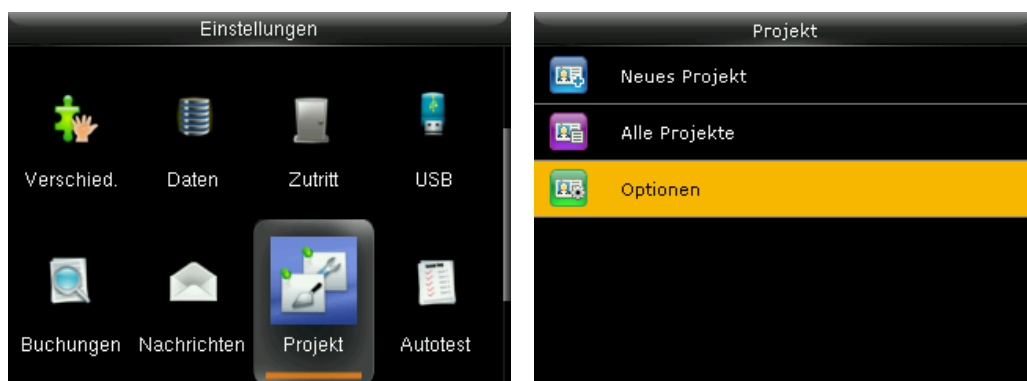 Einstellungen
Verschied. Daten Zutritt USB
Buchungen Nachrichten Projekt Autotest
Projekt
Neues Projekt
Alle Projekte
Optionen